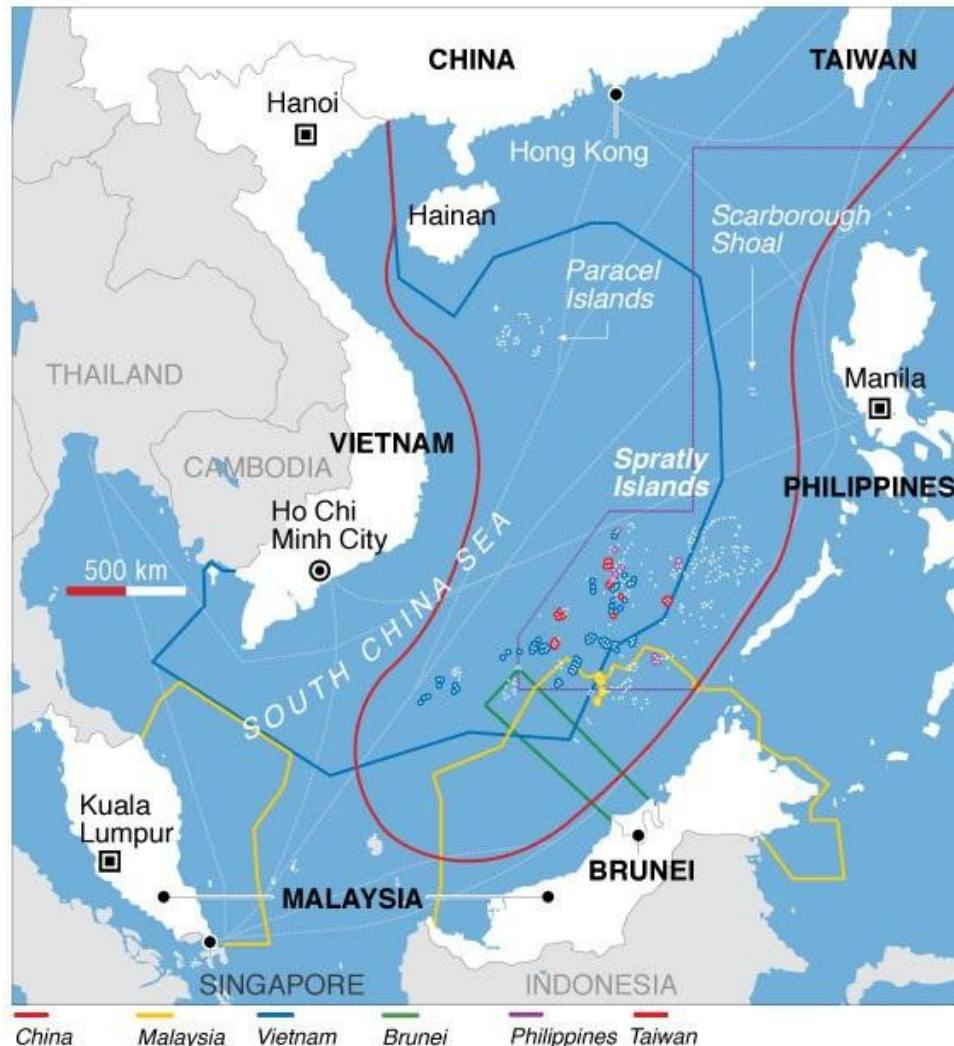 CHINA
TAIWAN
Hanoi
Hong Kong
Hainan
Scarborough
Shoal
Paracel
Islands
THAILAND
Manila
VIETNAM
CAMBODIA
Spratly
Islands
PHILIPPINES
Ho Chi
Minh City
500 km
SOUTH CHINA SEA
Kuala
Lumpur
BRUNEI
MALAYSIA
SINGAPORE
INDONESIA
China
Malaysia
Vietnam
Brunei
Philippines
Taiwan